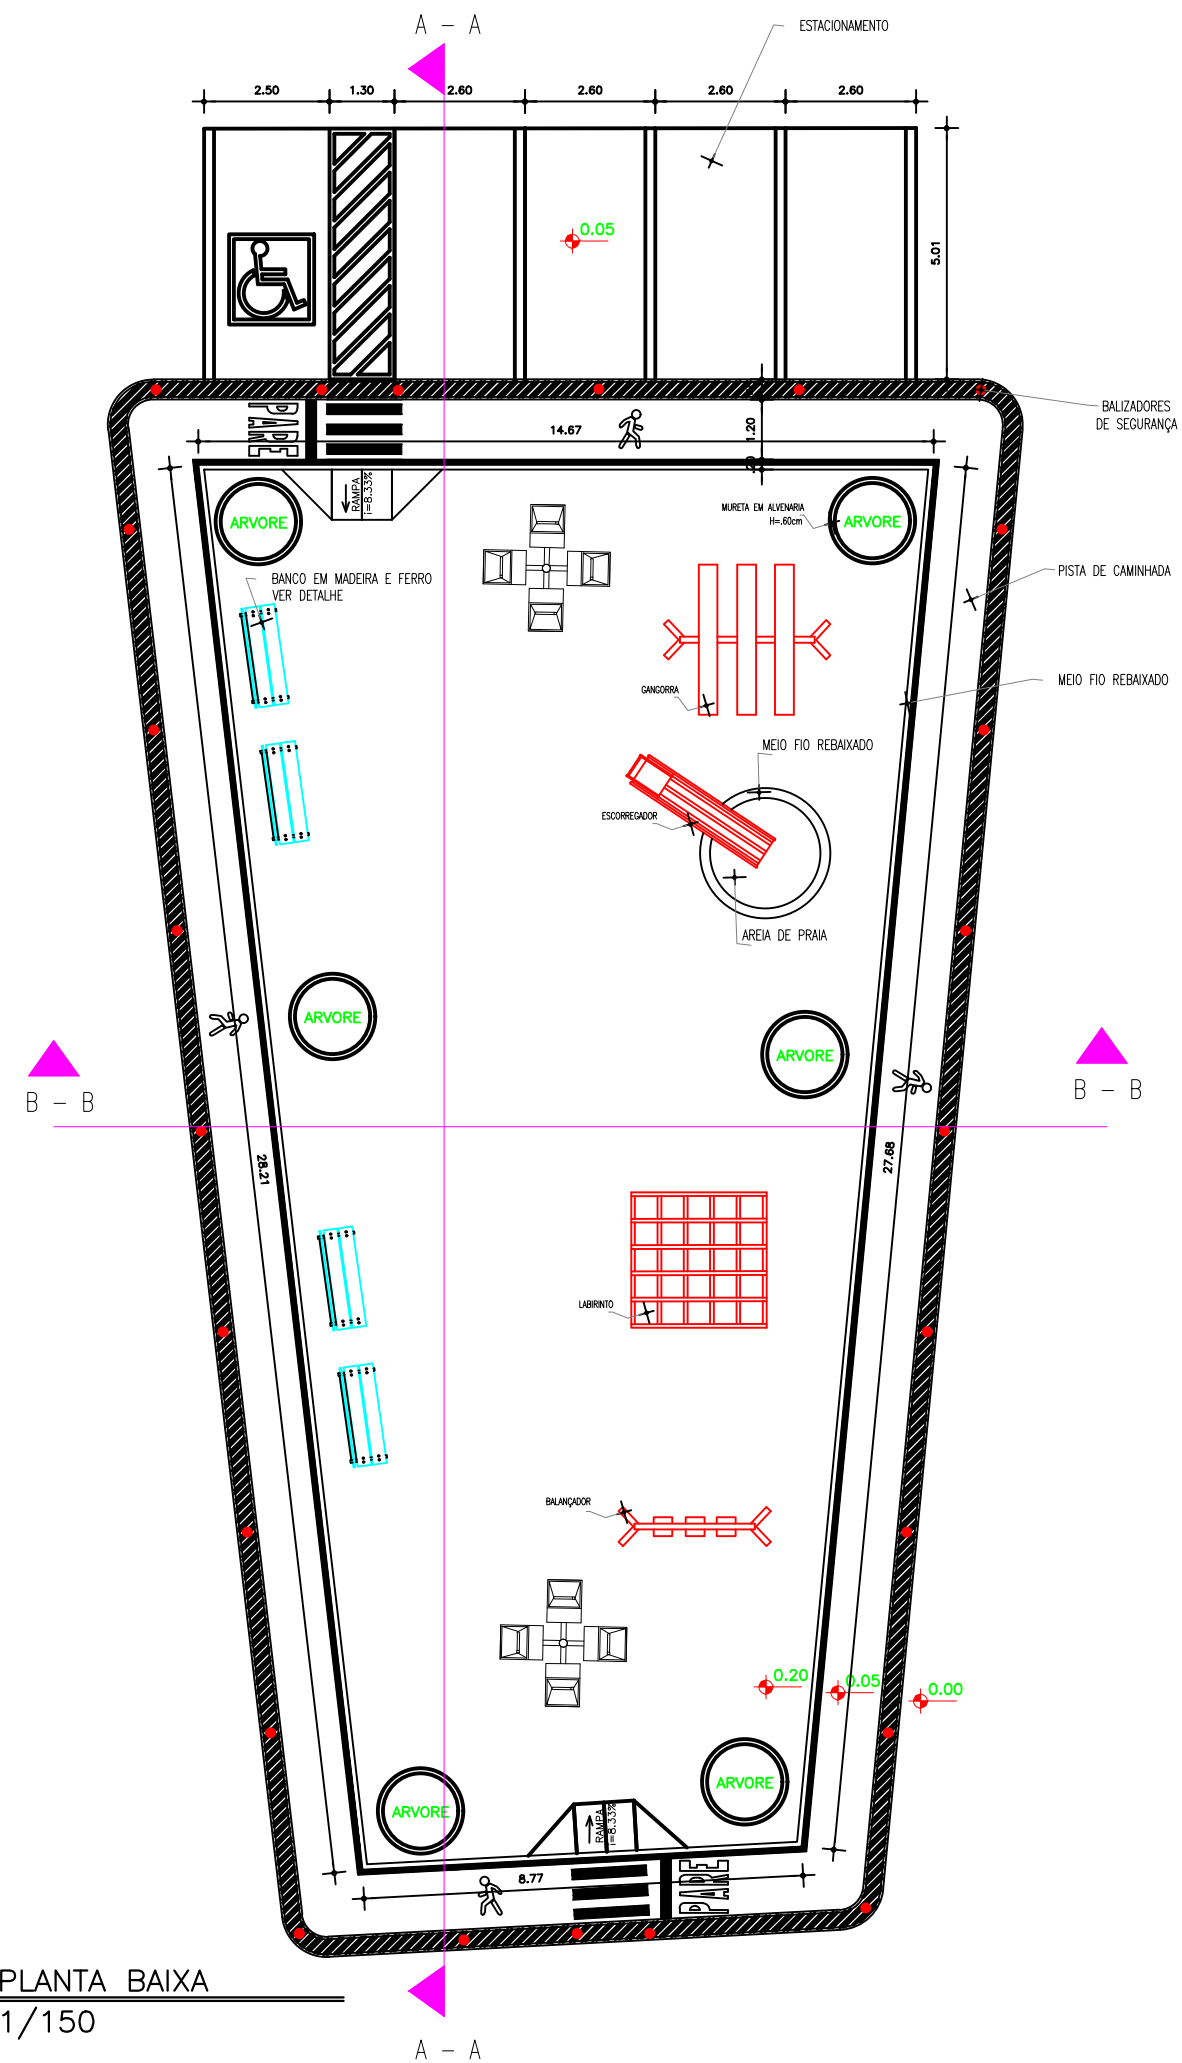 A - A
ESTACIONAMENTO
2.50
1.30
2.60
2.60
2.60
2.60
0.05
5.01
BALIZADORES
DE SEGURANÇA
PARE
14.67
1.20
.20
RAMPA
i=8.33%
ARVORE
MURETA EM ALVENARIA
H=.60cm
ARVORE
BANCO EM MADEIRA E FERRO
VER DETALHE
PISTA DE CAMINHADA
MEIO FIO REBAIXADO
GANGORRA
MEIO FIO REBAIXADO
ESCORREGADOR
AREIA DE PRAIA
ARVORE
ARVORE
B - B
B - B
28.21
27.68
LABIRINTO
BALANÇADOR
0.20
0.05
0.00
ARVORE
ARVORE
RAMPA
i=8.33%
PARE
8.77
PLANTA BAIXA
1/150
A - A